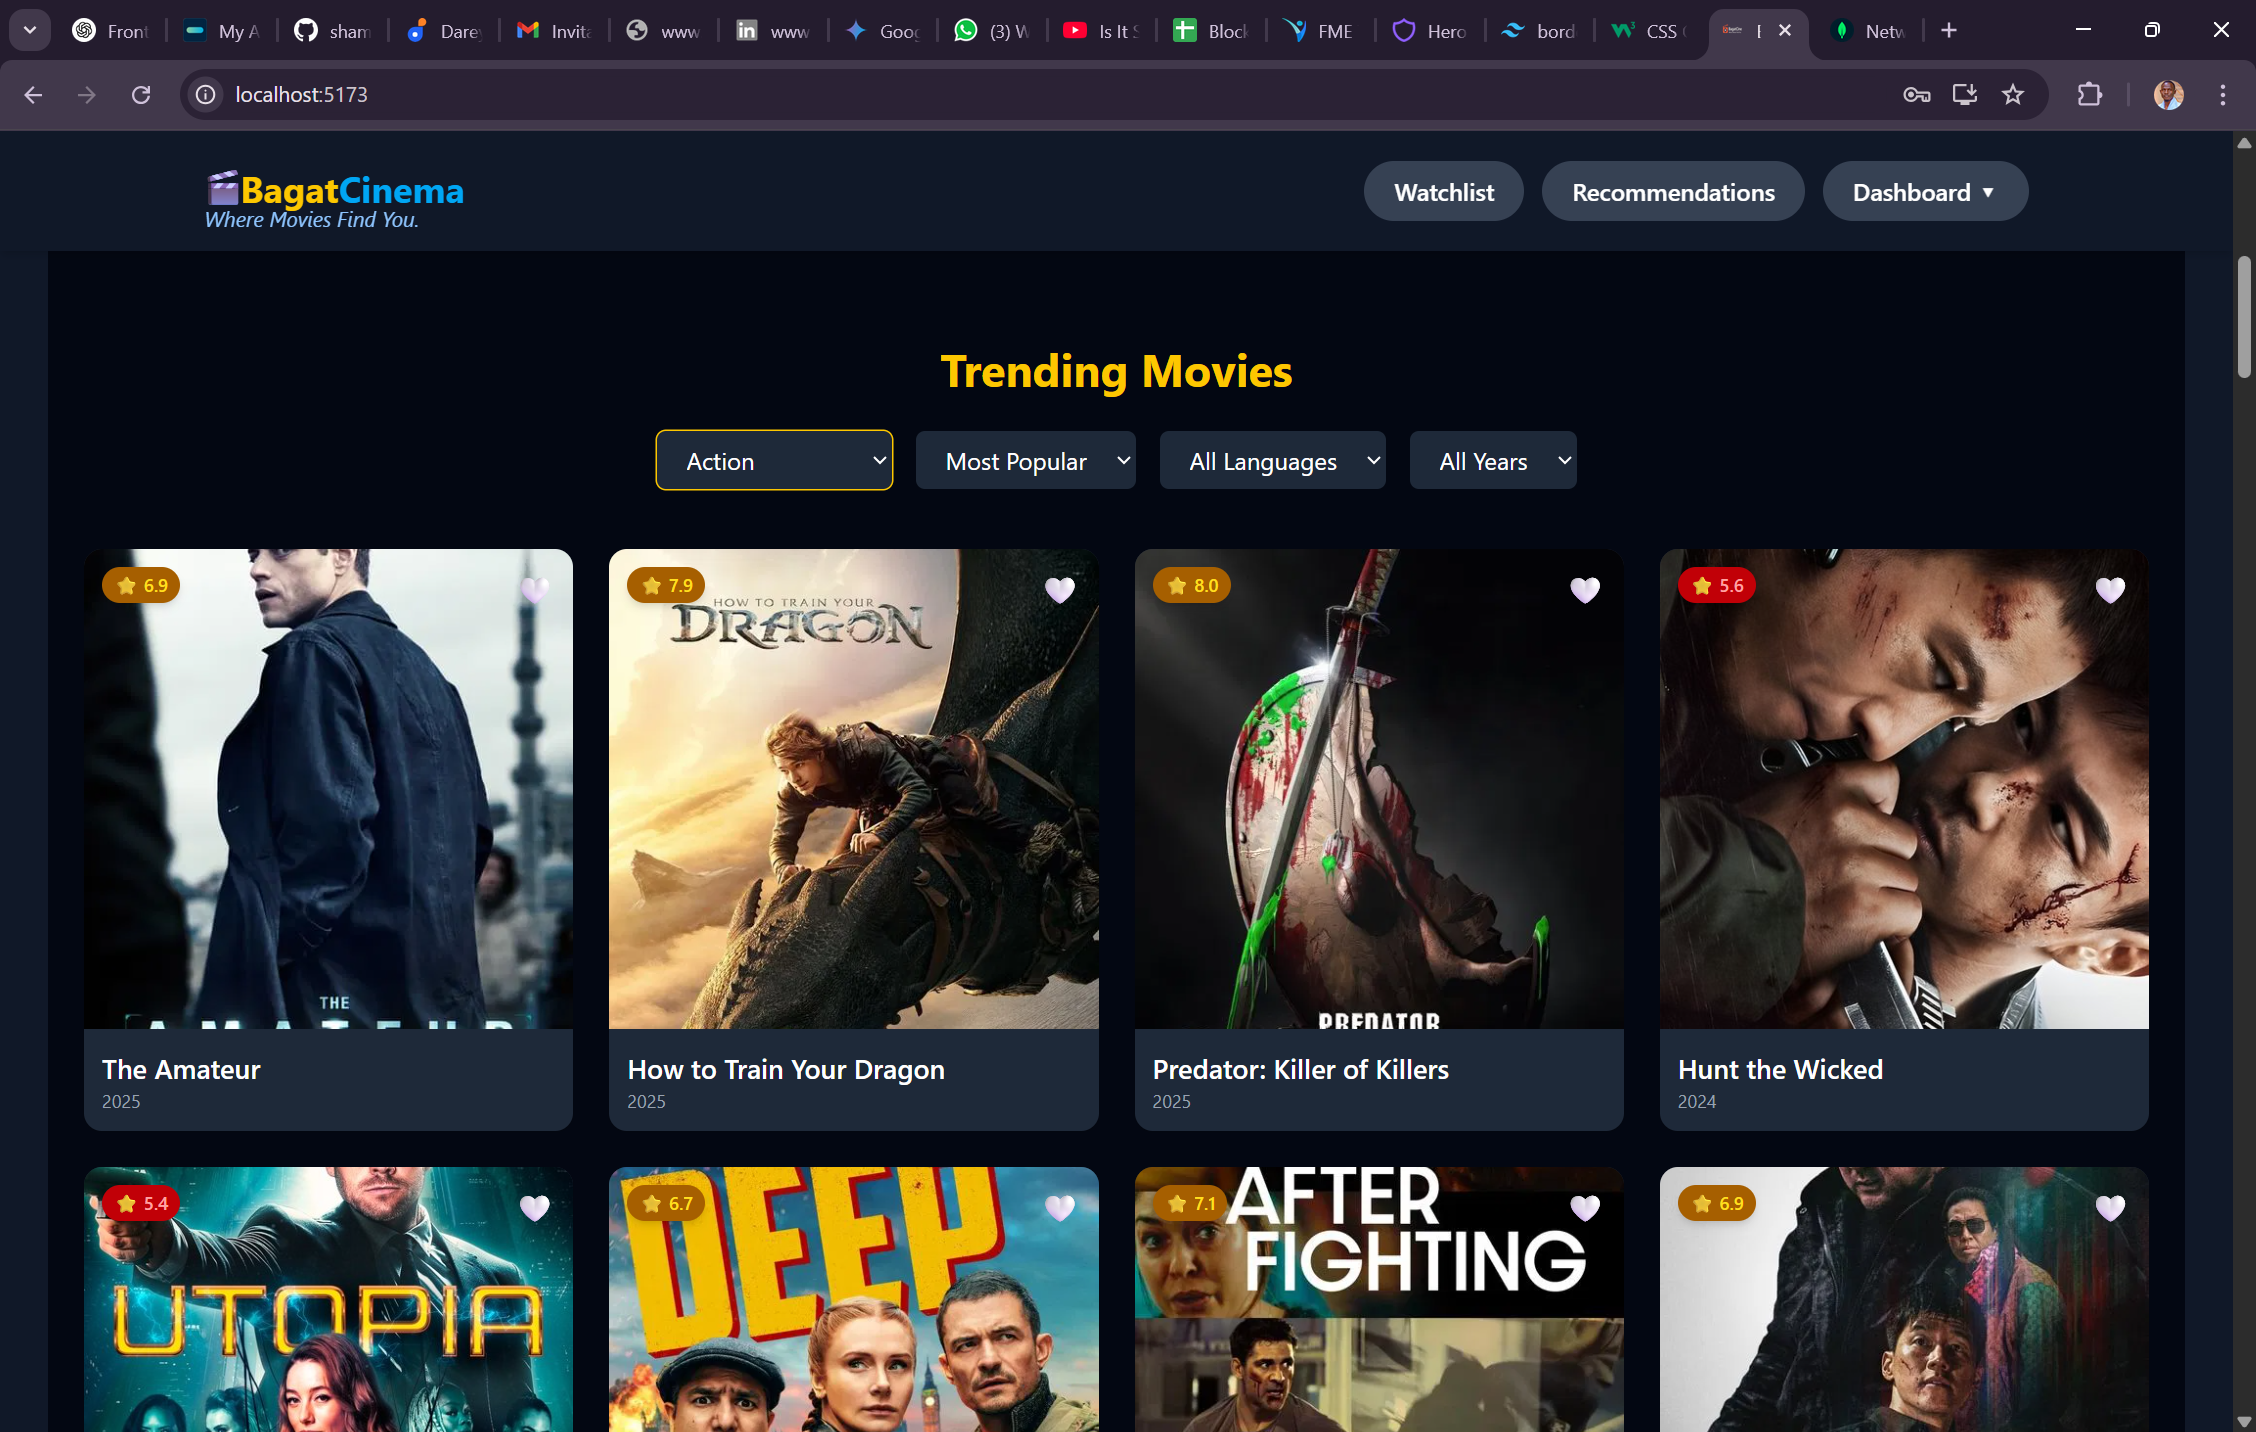 Front
My A
sham
Dare
Invita
www
www
Goog
(3) W
Is It S
Block
FME
Hero
bord
CSS
Netw
localhost:5173
BagatCinema
Where Movies Find You.
Watchlist
Recommendations
Dashboard ▼
Trending Movies
Action
Most Popular
All Languages
All Years
6.9
7.9
8.0
5.6
HOW TO TRAIN YOUR
DRAGON
THE
AMATEUR
PREDATOR
The Amateur
2025
How to Train Your Dragon
2025
Predator: Killer of Killers
2025
Hunt the Wicked
2024
5.4
6.7
7.1
6.9
UTOPIA
DEEP
AFTER
FIGHTING